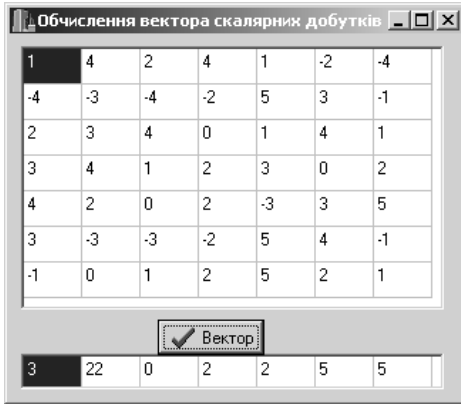 Обчислення вектора скалярних добутків
1 4 2 4 1 -2 -4
-4 -3 -4 -2 5 3 -1
2 3 4 0 1 4 1
3 4 1 2 3 0 2
4 2 0 2 -3 3 5
3 -3 -3 -2 5 4 -1
-1 0 1 2 5 2 1
Вектор
3 22 0 2 2 5 5